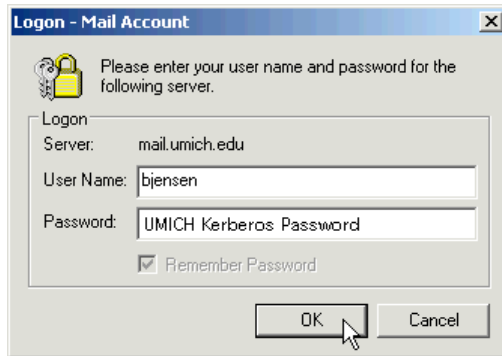 Logon - Mail Account
Please enter your user name and password for the
following server.
Logon
Server: mail.umich.edu
User Name: bjensen
Password: UMICH Kerberos Password
Remember Password
OK Cancel